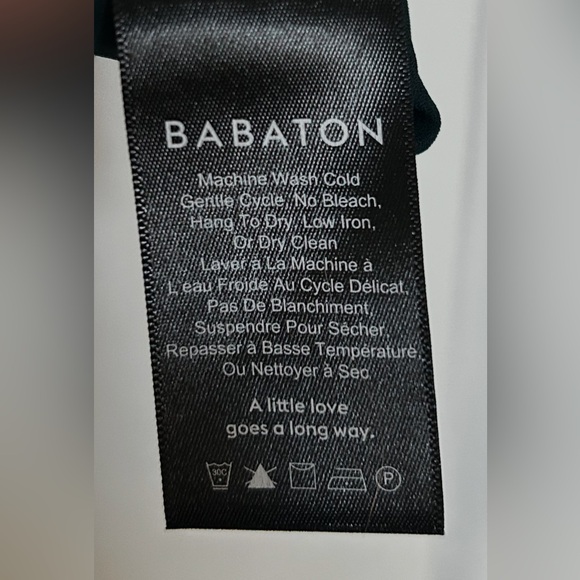 BABATON
Machine Wash Cold
Gentle Cycle. No Bleach,
Hang To Dry. Low Iron,
Or Dry Clean
Laver à La Machine à
L'eau Froide Au Cycle Délicat.
Pas De Blanchiment,
Suspendre Pour Sécher.
Repasser à Basse Température,
Ou Nettoyer à Sec
A little love
goes a long way.
30C P